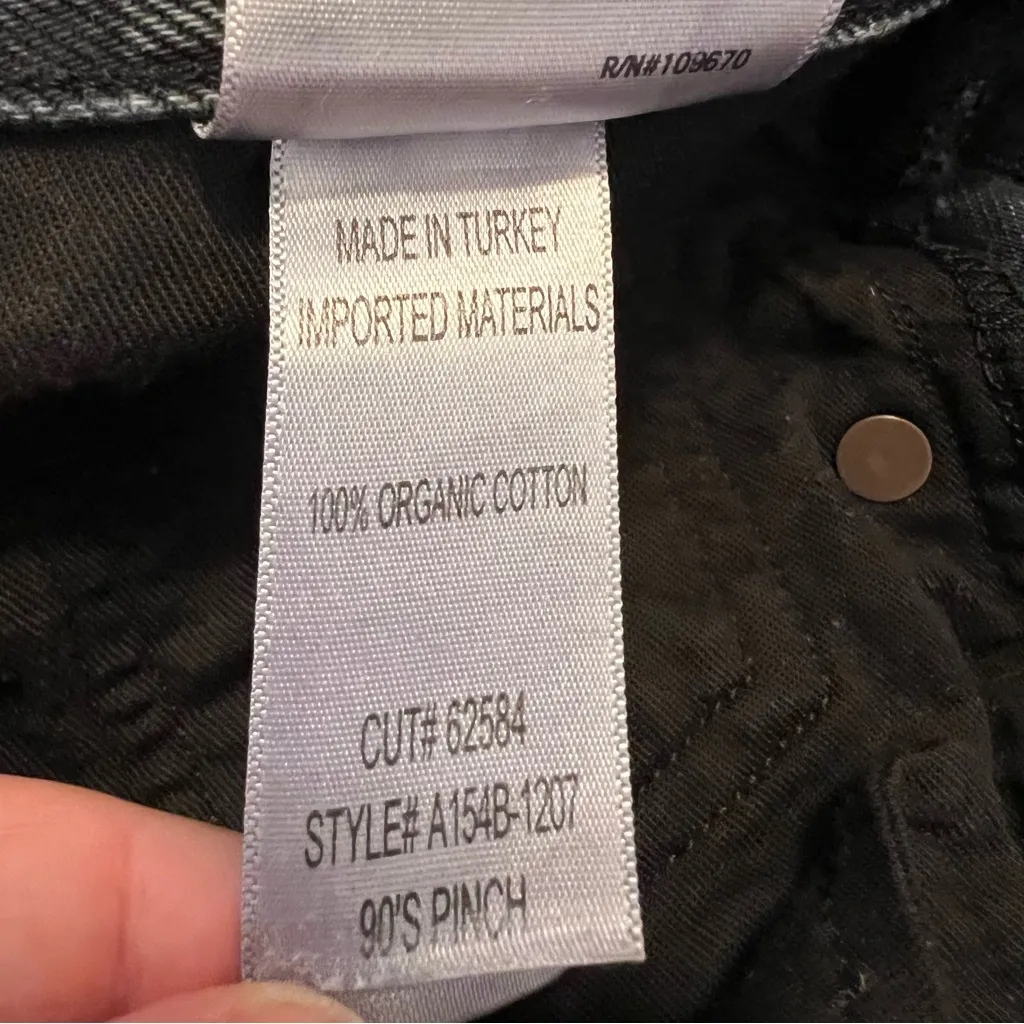 R/N#109670
MADE IN TURKEY
IMPORTED MATERIALS
100% ORGANIC COTTON
CUT# 62584
STYLE# A154B-1207
90'S PINCH